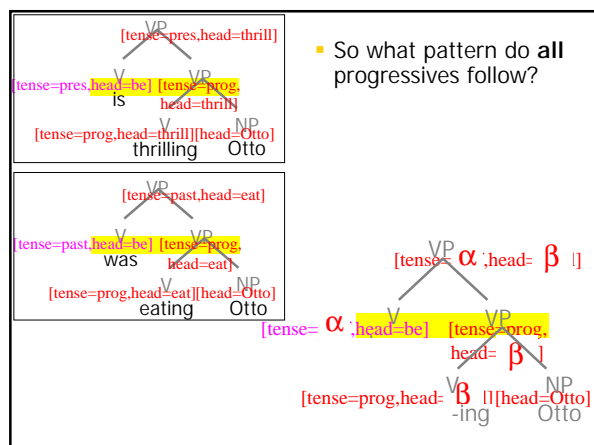 VP
[tense=pres,head=thrill]
V VP
[tense=pres,head=be] [tense=prog,
is head=thrill]
V NP
[tense=prog,head=thrill][head=Otto]
thrilling Otto
VP
[tense=past,head=eat]
V VP
[tense=past,head=be] [tense=prog,
was head=eat]
V NP
[tense=prog,head=eat][head=Otto]
eating Otto
So what pattern do all
progressives follow?
VP
[tense= α ,head= β ]
V VP
[tense= α ,head=be] [tense=prog,
head= β ]
V NP
[tense=prog,head= β ][head=Otto]
-ing Otto